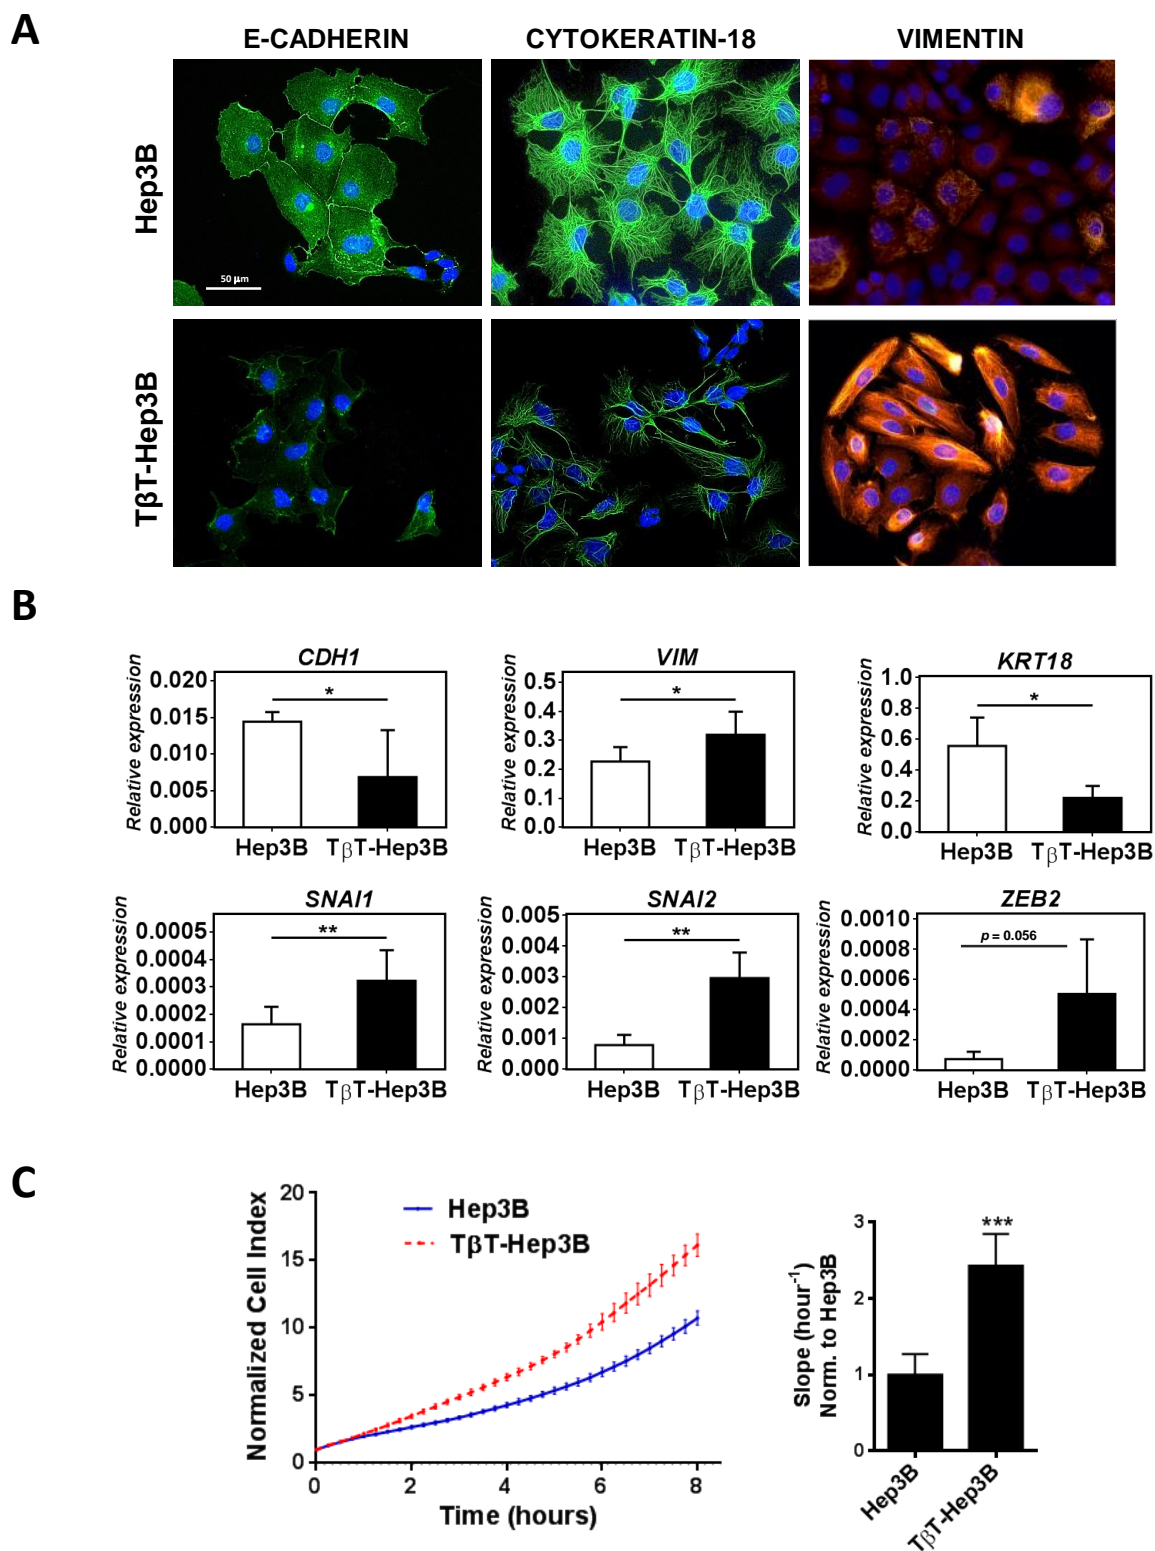 A
E-CADHERIN CYTOKERATIN-18 VIMENTIN
Hep3B
50 µm
TβT-Hep3B
B
CDH1
Relative expression
0.020
0.015
0.010
0.005
0.000
*
Hep3B TβT-Hep3B
VIM
Relative expression
0.5
0.4
0.3
0.2
0.1
0.0
*
Hep3B TβT-Hep3B
KRT18
Relative expression
1.0
0.8
0.6
0.4
0.2
0.0
*
Hep3B TβT-Hep3B
SNAI1
Relative expression
0.0005
0.0004
0.0003
0.0002
0.0001
0.0000
**
Hep3B TβT-Hep3B
SNAI2
Relative expression
0.005
0.004
0.003
0.002
0.001
0.000
**
Hep3B TβT-Hep3B
ZEB2
Relative expression
0.0010
0.0008
0.0006
0.0004
0.0002
0.0000
p = 0.056
Hep3B TβT-Hep3B
C
Normalized Cell Index
20
15
10
5
0
Hep3B
TβT-Hep3B
0 2 4 6 8
Time (hours)
Slope (hour⁻¹)
Norm. to Hep3B
3
2
1
0
***
Hep3B
TβT-Hep3B